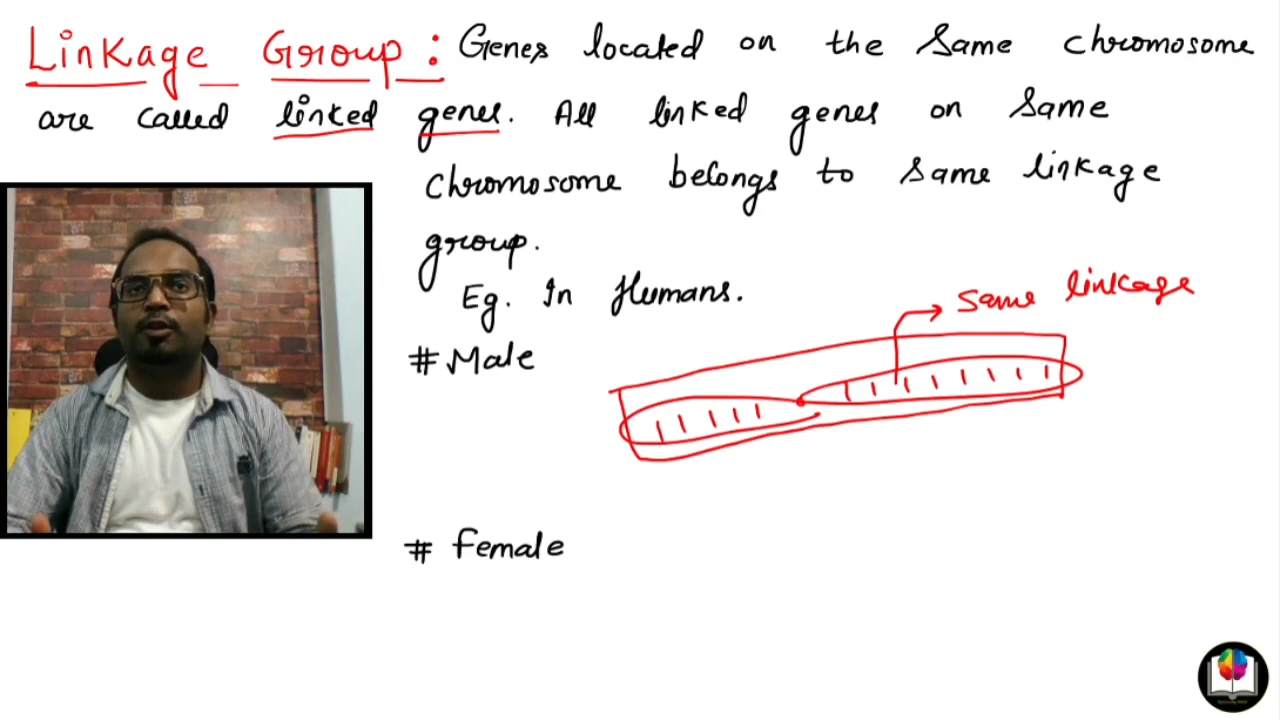 Linkage Group: Genes located on the same chromosome
are called linked genes. All linked genes on same
chromosome belongs to same linkage
group.
Eg. In Humans.
same linkage
# Male
# Female